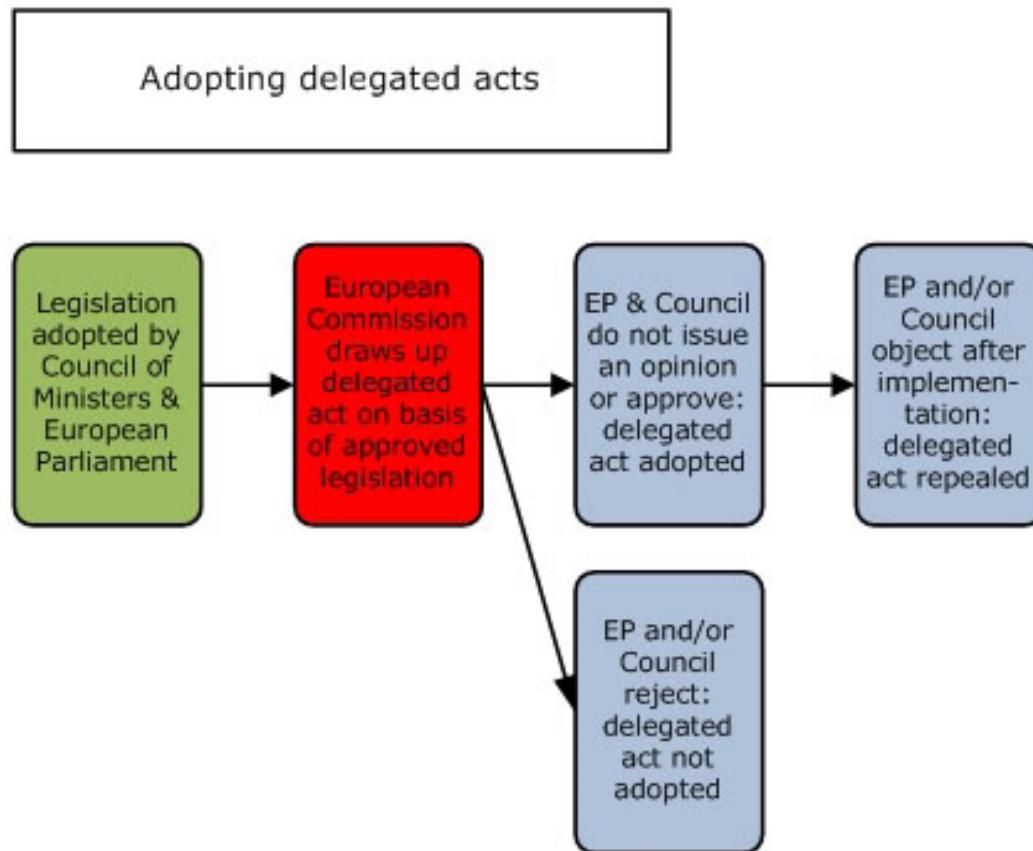 Adopting delegated acts
Legislation
adopted by
Council of
Ministers &
European
Parliament
European
Commission
draws up
delegated
act on basis
of approved
legislation
EP & Council
do not issue
an opinion
or approve:
delegated
act adopted
EP and/or
Council
object after
implemen-
tation:
delegated
act repealed
EP and/or
Council
reject:
delegated
act not
adopted